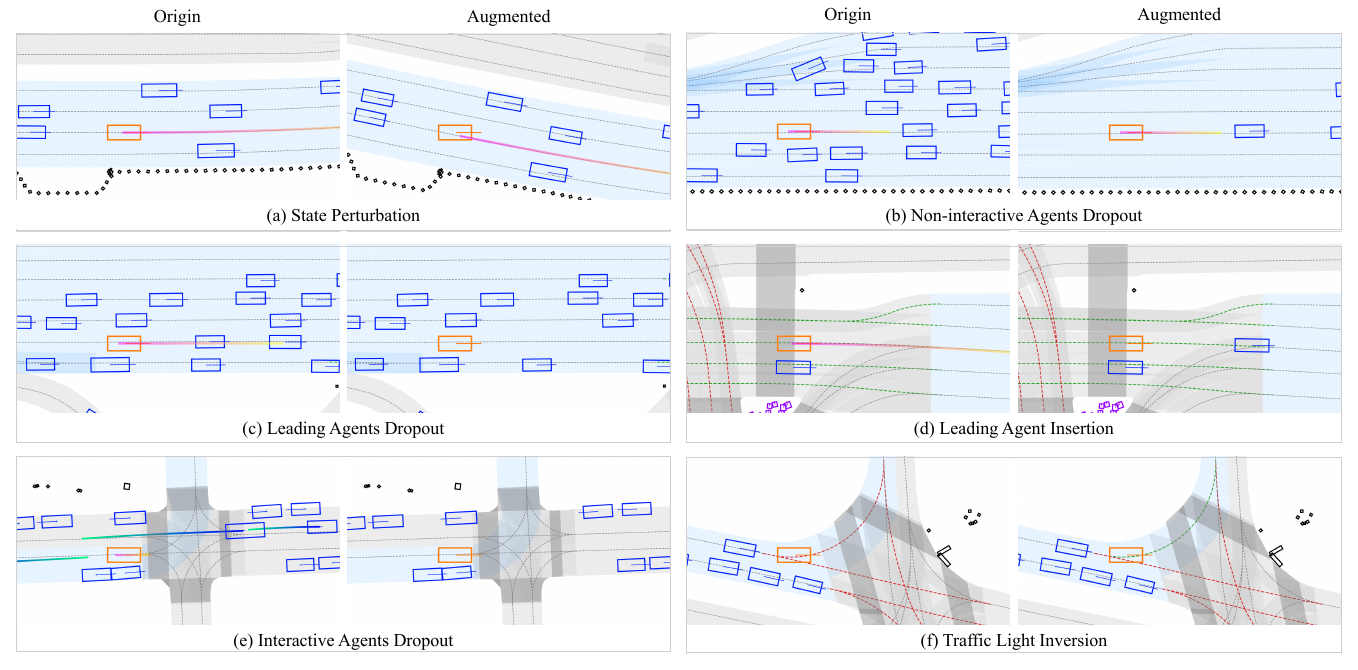 Origin Augmented Origin Augmented
(a) State Perturbation
(b) Non-interactive Agents Dropout
(c) Leading Agents Dropout
(d) Leading Agent Insertion
(e) Interactive Agents Dropout
(f) Traffic Light Inversion